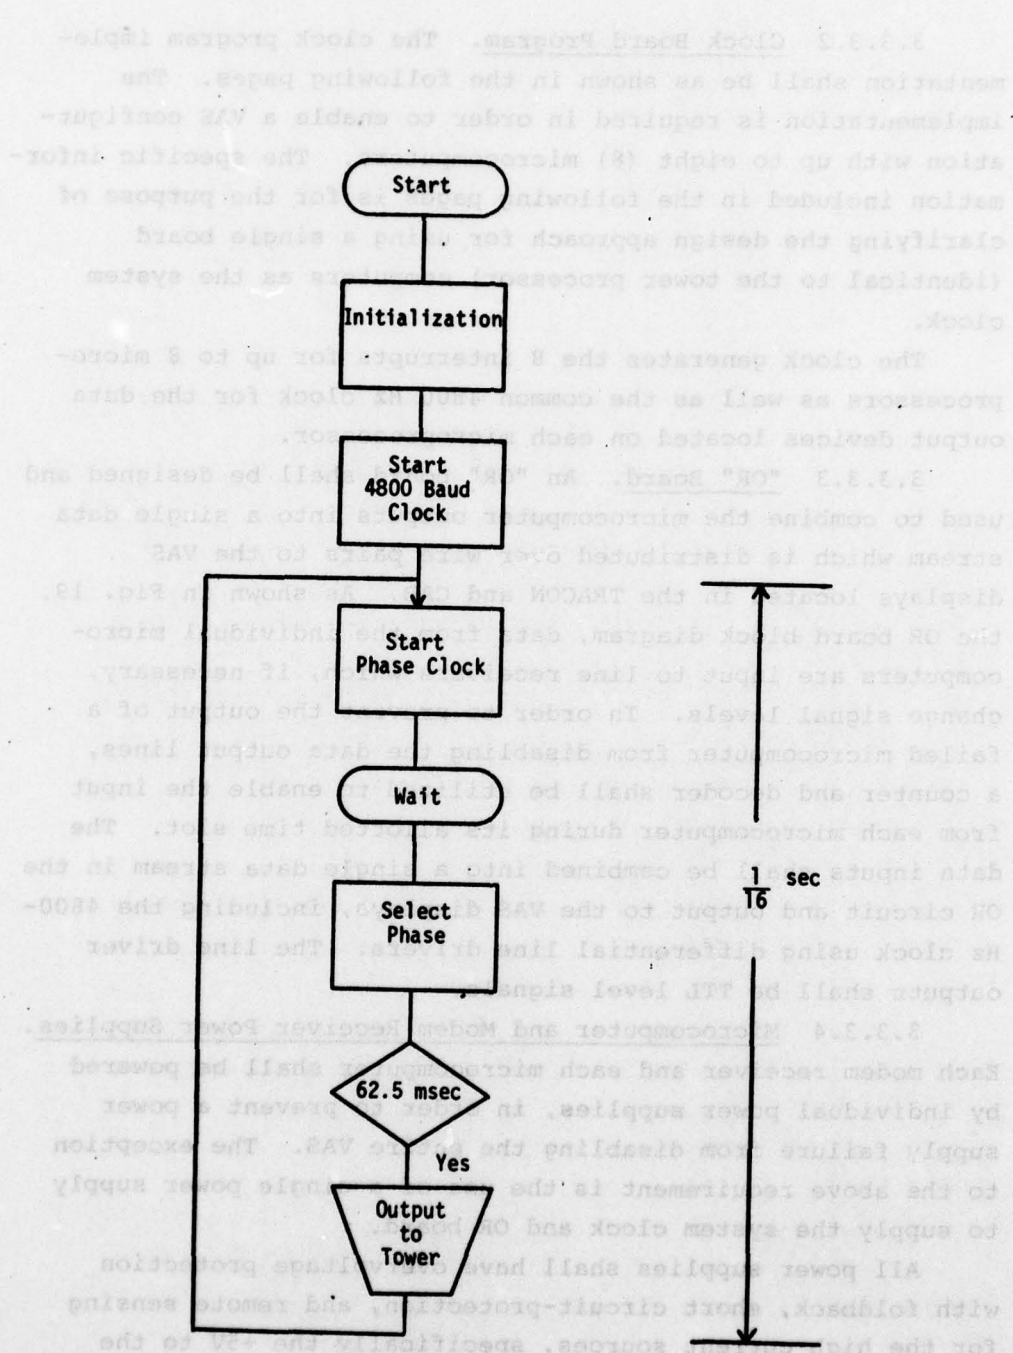 Start
Initialization
Start
4800 Baud
Clock
Start
Phase Clock
Wait
1/16 sec
Select
Phase
62.5 msec
Yes
Output
to
Tower
3.3.3.2 Clock Board Program. The clock program imple-
mentation shall be as shown in the following pages. The
implementation is required in order to enable a VAS configur-
ation with up to eight (8) microcomputers. The specific infor-
mation included in the following pages is for the purpose of
clarifying the design approach for using a single board
(identical to the tower processor) computers as the system
clock.
The clock generates the 8 interrupts for up to 8 micro-
processors as well as the common 4800 Hz clock for the data
output devices located on each microprocessor.
3.3.3.3 "OR" Board. An "OR" board shall be designed and
used to combine the microcomputer outputs into a single data
stream which is distributed over wire pairs to the VAS
displays located in the TRACON and CAB. As shown in Fig. 19,
the OR board block diagram, data from the individual micro-
computers are input to line receivers which, if necessary,
change signal levels. In order to prevent the output of a
failed microcomputer from disabling the data output lines,
a counter and decoder shall be utilized to enable the input
from each microcomputer during its allotted time slot. The
data inputs shall be combined into a single data stream in the
OR circuit and output to the VAS displays, including the 4800-
Hz clock using differential line drivers. The line driver
outputs shall be TTL level signals.
3.3.3.4 Microcomputer and Modem Receiver Power Supplies.
Each modem receiver and each microcomputer shall be powered
by individual power supplies, in order to prevent a power
supply failure from disabling the entire VAS. The exception
to the above requirement is the use of a single power supply
to supply the system clock and OR board.
All power supplies shall have overvoltage protection
with foldback, short circuit-protection, and remote sensing
for the high current sources, specifically the +5V to the